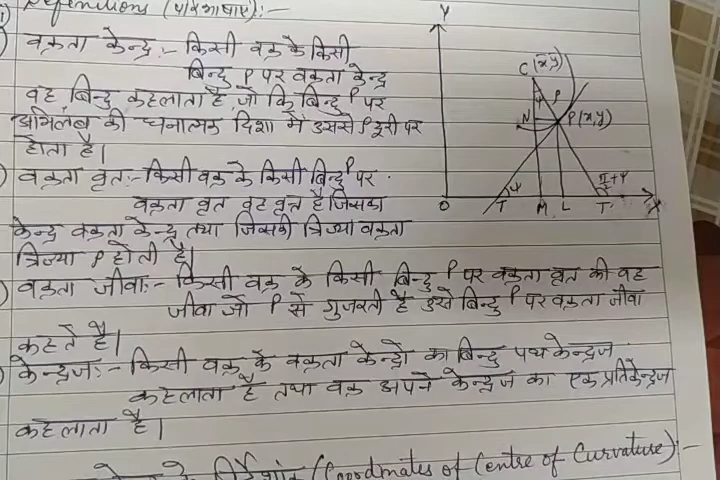 Definitions (परिभाषाएं):-
वक्रता केन्द्र:- किसी वक्र के किसी
बिन्दु P पर वक्रता केन्द्र
वह बिन्दु कहलाता है, जो कि बिन्दु P पर
अभिलंब की धनात्मक दिशा में उससे ρ दूरी पर
होता है।
वक्रता वृत:- किसी वक्र के किसी बिन्दु P पर
वक्रता वृत वह वृत्त है जिसका
केन्द्र वक्रता केन्द्र तथा जिसकी त्रिज्या वक्रता
त्रिज्या ρ होती है।
वक्रता जीवा:- किसी वक्र के किसी बिन्दु P पर वक्रता वृत की वह
जीवा जो P से गुजरती है उसे बिन्दु P पर वक्रता जीवा
कहते हैं।
केन्द्रज:- किसी वक्र के वक्रता केन्द्रों का बिन्दु पथ केन्द्रज
कहलाता है तथा वक्र अपने केन्द्रज का एक प्रतिकेन्द्रज
कहलाता है।
निर्देशांक (Coordinates of Centre of Curvature):-
Y
C(x̄,ȳ)
ψ ρ
N P(x,y)
ψ π/2+ψ
O T M L T' X